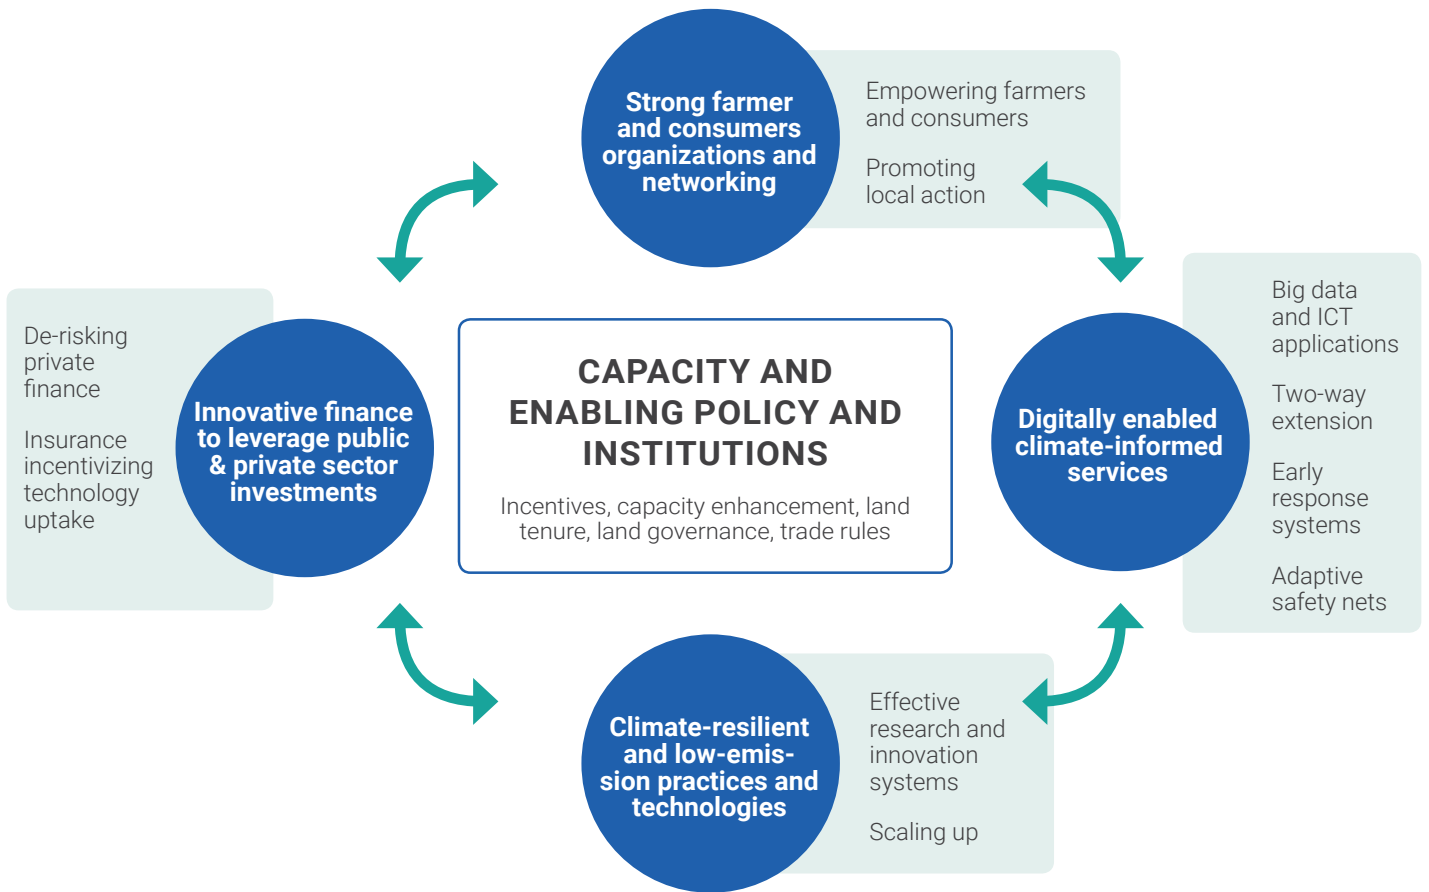 Strong farmer
and consumers
organizations and
networking
Empowering farmers
and consumers
Promoting
local action
De-risking
private
finance
Insurance
incentivizing
technology
uptake
Innovative finance
to leverage public
& private sector
investments
CAPACITY AND
ENABLING POLICY AND
INSTITUTIONS
Incentives, capacity enhancement, land
tenure, land governance, trade rules
Digitally enabled
climate-informed
services
Big data
and ICT
applications
Two-way
extension
Early
response
systems
Adaptive
safety nets
Climate-resilient
and low-emis-
sion practices and
technologies
Effective
research and
innovation
systems
Scaling up